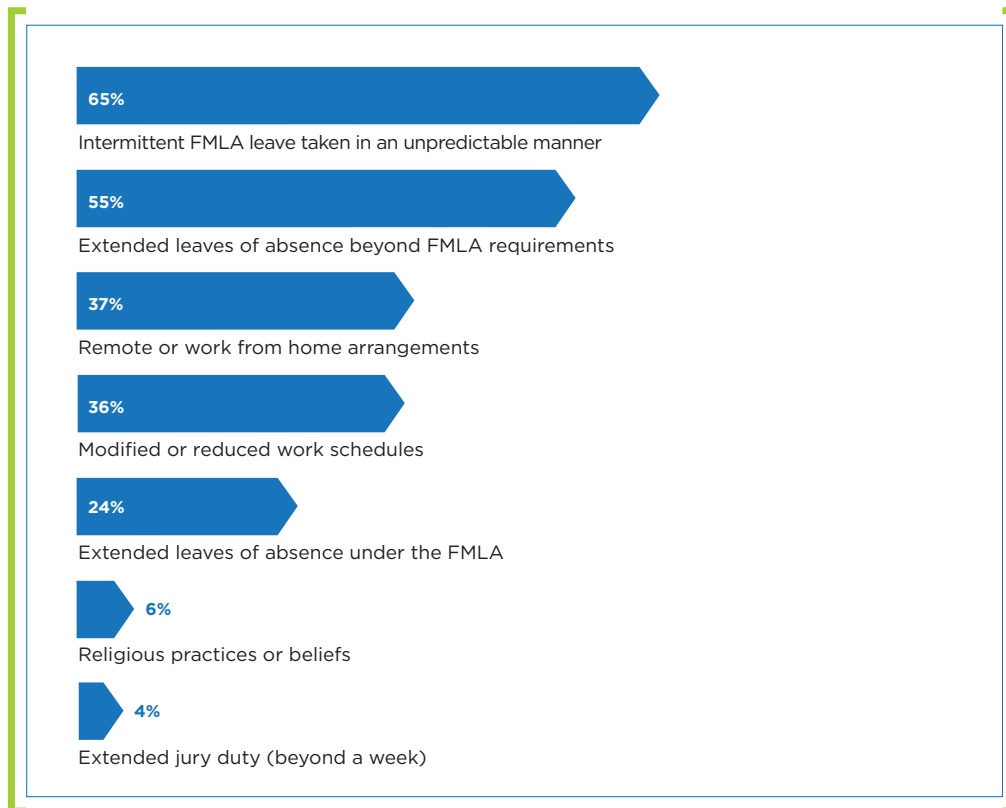 65%
Intermittent FMLA leave taken in an unpredictable manner
55%
Extended leaves of absence beyond FMLA requirements
37%
Remote or work from home arrangements
36%
Modified or reduced work schedules
24%
Extended leaves of absence under the FMLA
6%
Religious practices or beliefs
4%
Extended jury duty (beyond a week)